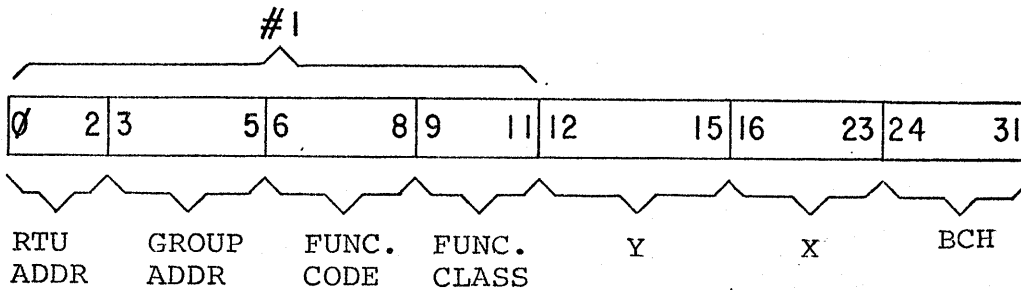 #1
Ø 2 3 5 6 8 9 11 12 15 16 23 24 31
RTU ADDR
GROUP ADDR
FUNC. CODE
FUNC. CLASS
Y
X
BCH